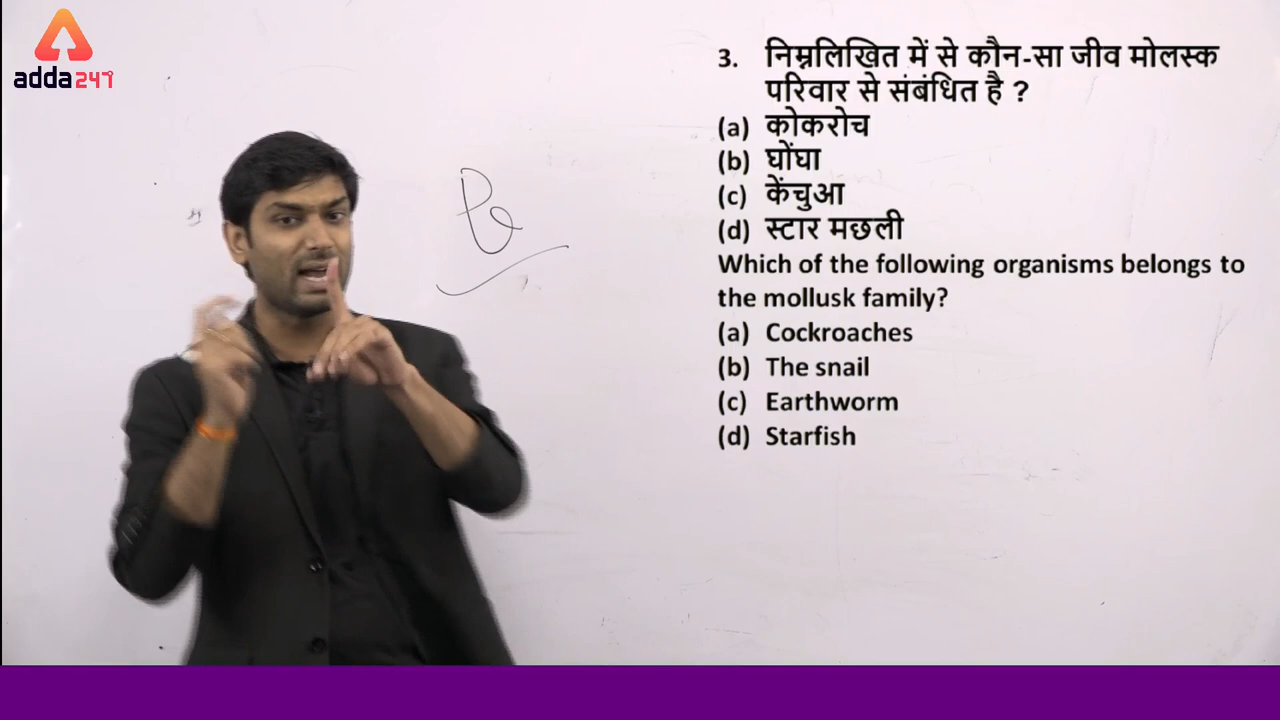 adda247
3. निम्नलिखित में से कौन-सा जीव मोलस्क
परिवार से संबंधित है ?
(a) कोकरोच
(b) घोंघा
(c) केंचुआ
(d) स्टार मछली
Which of the following organisms belongs to
the mollusk family?
(a) Cockroaches
(b) The snail
(c) Earthworm
(d) Starfish